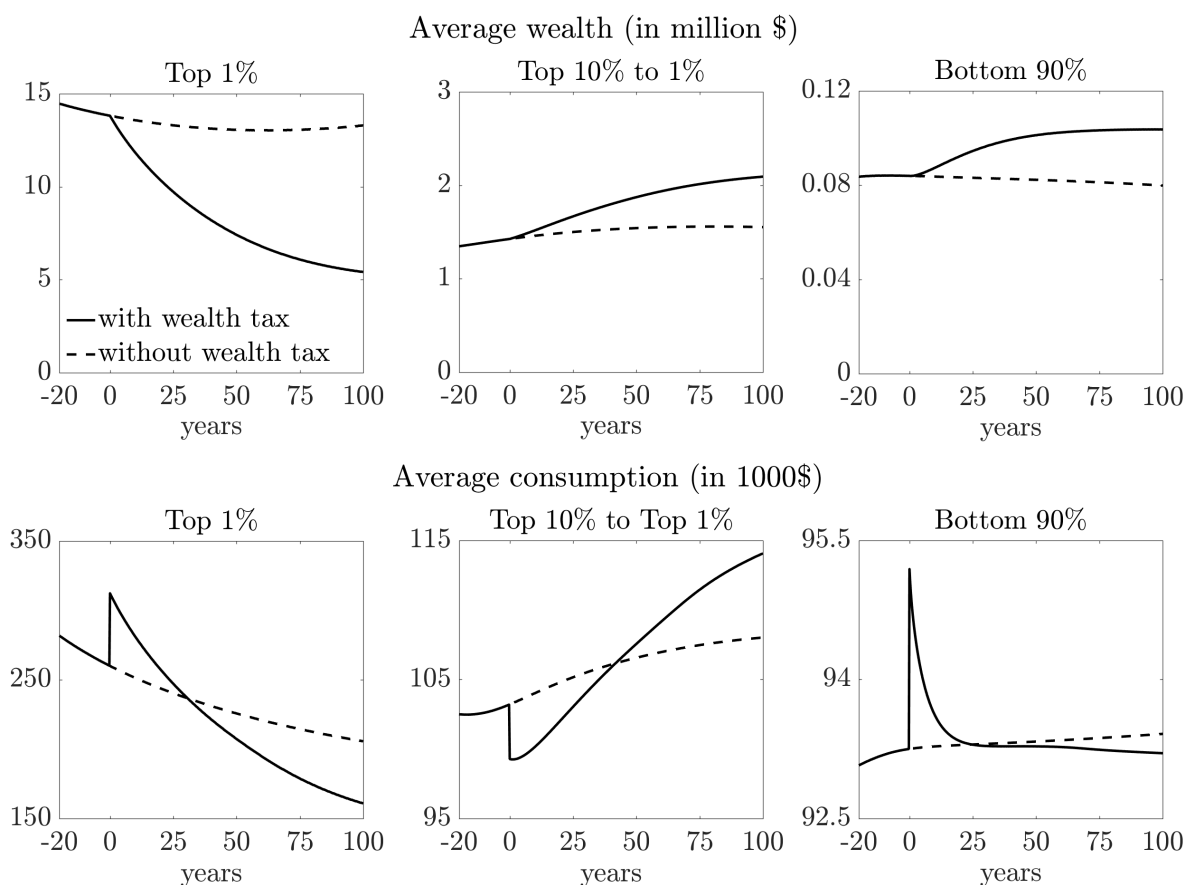 Average wealth (in million $)
Top 1%
Top 10% to 1%
Bottom 90%
15
10
5
0
with wealth tax
without wealth tax
-20 0 25 50 75 100
years
3
2
1
0
-20 0 25 50 75 100
years
0.12
0.08
0.04
0
-20 0 25 50 75 100
years
Average consumption (in 1000$)
Top 1%
Top 10% to Top 1%
Bottom 90%
350
250
150
-20 0 25 50 75 100
years
115
105
95
-20 0 25 50 75 100
years
95.5
94
92.5
-20 0 25 50 75 100
years